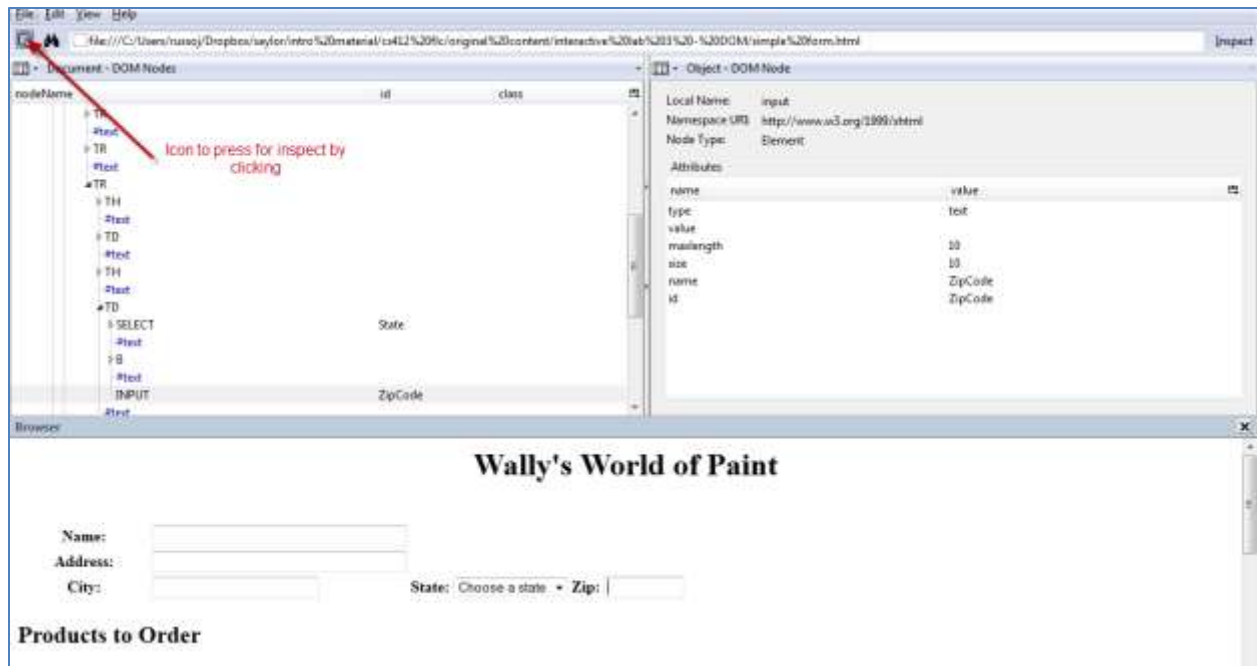 File Edit View Help
file:///C:/Users/russoj/Dropbox/saylor/intro%20material/cs412%20flc/original%20content/interactive%20lab%203%20-%20DOM/simple%20form.html
Inspect
Document - DOM Nodes
nodeName id class
TR
#text
TR
#text
TR
TH
#text
TD
#text
TH
#text
TD
SELECT State
#text
B
#text
INPUT ZipCode
#text
Icon to press for inspect by
clicking
Object - DOM Node
Local Name: input
Namespace URI: http://www.w3.org/1999/xhtml
Node Type: Element
Attributes
name value
type text
value
maxlength 10
size 10
name ZipCode
id ZipCode
Browser
Wally's World of Paint
Name:
Address:
City: State: Choose a state Zip:
Products to Order